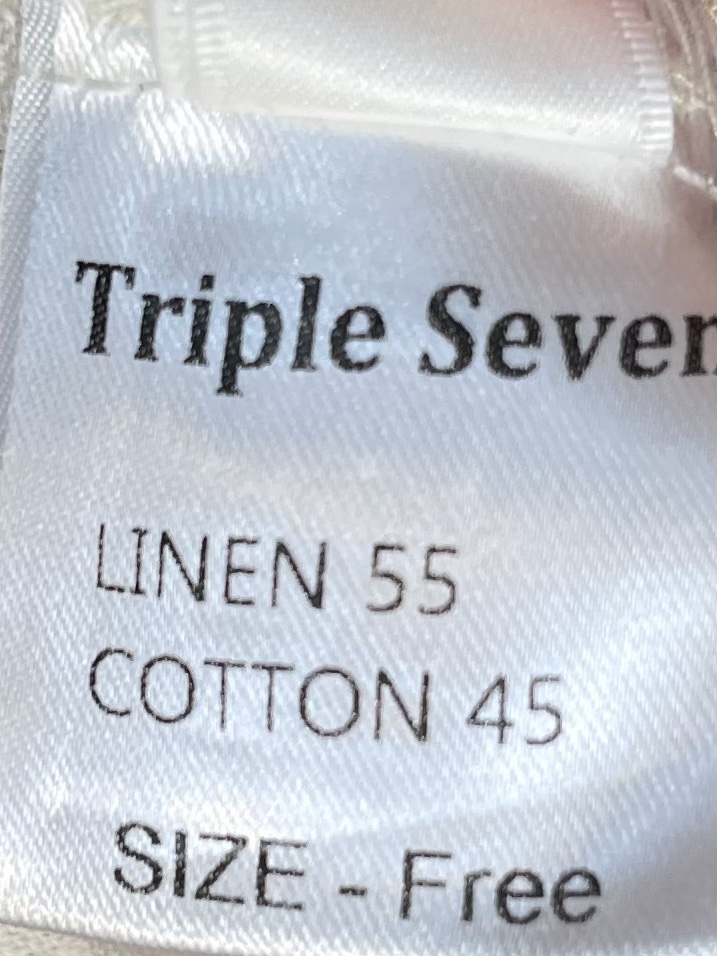 Triple Seven
LINEN 55
COTTON 45
SIZE - Free